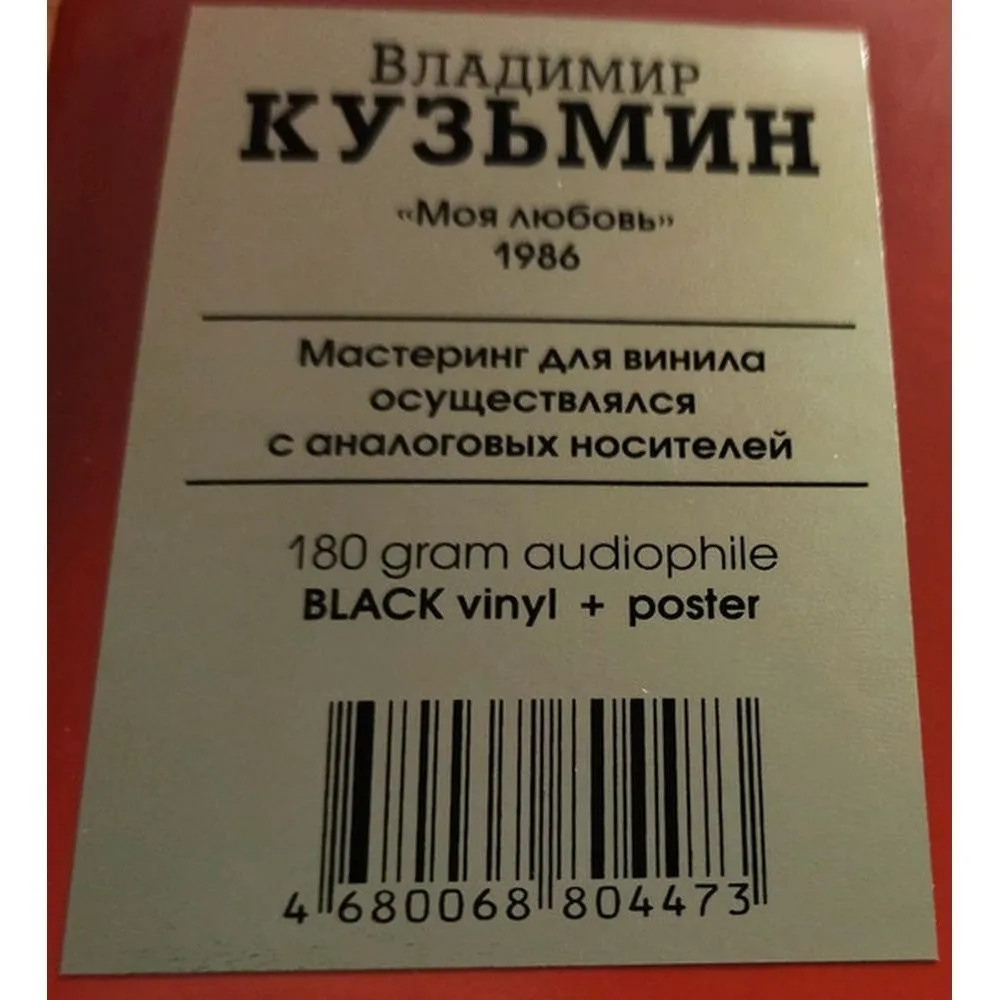 Владимир
КУЗЬМИН
«Моя любовь»
1986
Мастеринг для винила
осуществлялся
с аналоговых носителей
180 gram audiophile
BLACK vinyl + poster
4 680068 804473